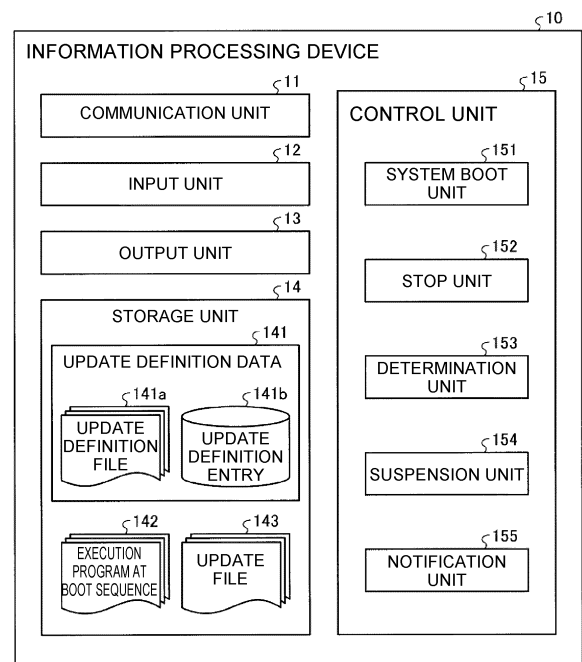 10
INFORMATION PROCESSING DEVICE
11
COMMUNICATION UNIT
12
INPUT UNIT
13
OUTPUT UNIT
14
STORAGE UNIT
141
UPDATE DEFINITION DATA
141a
UPDATE
DEFINITION
FILE
141b
UPDATE
DEFINITION
ENTRY
142
EXECUTION
PROGRAM AT
BOOT SEQUENCE
143
UPDATE
FILE
15
CONTROL UNIT
151
SYSTEM BOOT
UNIT
152
STOP UNIT
153
DETERMINATION
UNIT
154
SUSPENSION UNIT
155
NOTIFICATION
UNIT